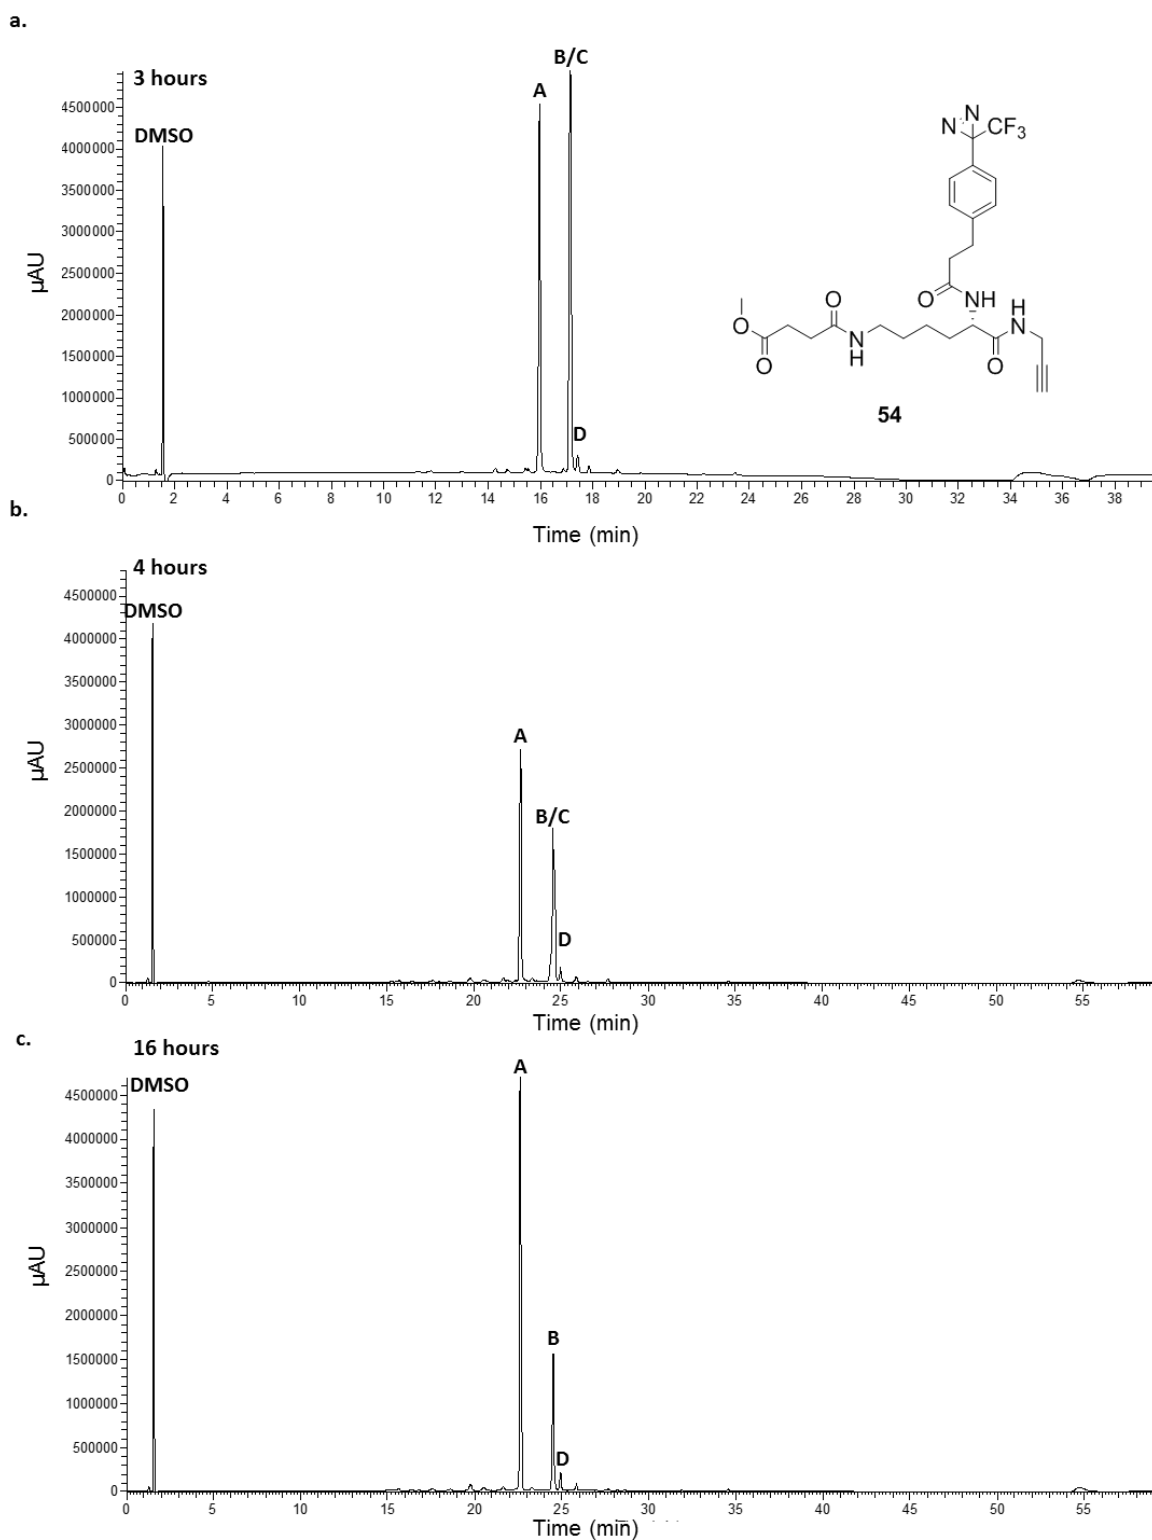 a.
3 hours
DMSO
A
B/C
D
µAU
4500000
4000000
3500000
3000000
2500000
2000000
1500000
1000000
500000
0
0 2 4 6 8 10 12 14 16 18 20 22 24 26 28 30 32 34 36 38
Time (min)
N N
CF3
O
NH
H
N
O
O
O
N
H
O
54
b.
4 hours
DMSO
A
B/C
D
µAU
4500000
4000000
3500000
3000000
2500000
2000000
1500000
1000000
500000
0
0 5 10 15 20 25 30 35 40 45 50 55
Time (min)
c.
16 hours
DMSO
A
B
D
µAU
4500000
4000000
3500000
3000000
2500000
2000000
1500000
1000000
500000
0
0 5 10 15 20 25 30 35 40 45 50 55
Time (min)